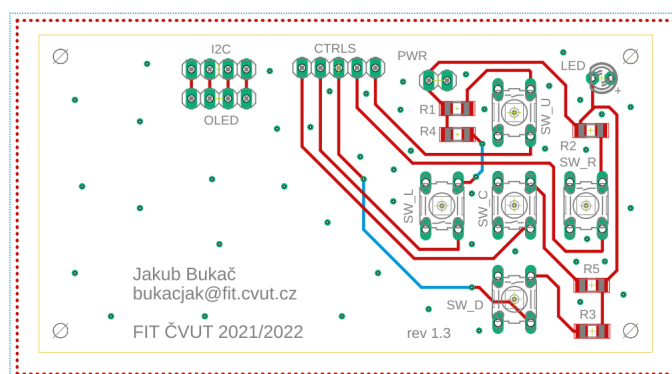 I2C
CTRLS
PWR
LED
+
OLED
R1
R4
SW_U
R2
SW_R
SW_L
SW_C
Jakub Bukač
bukacjak@fit.cvut.cz
R5
SW_D
R3
FIT ČVUT 2021/2022
rev 1.3